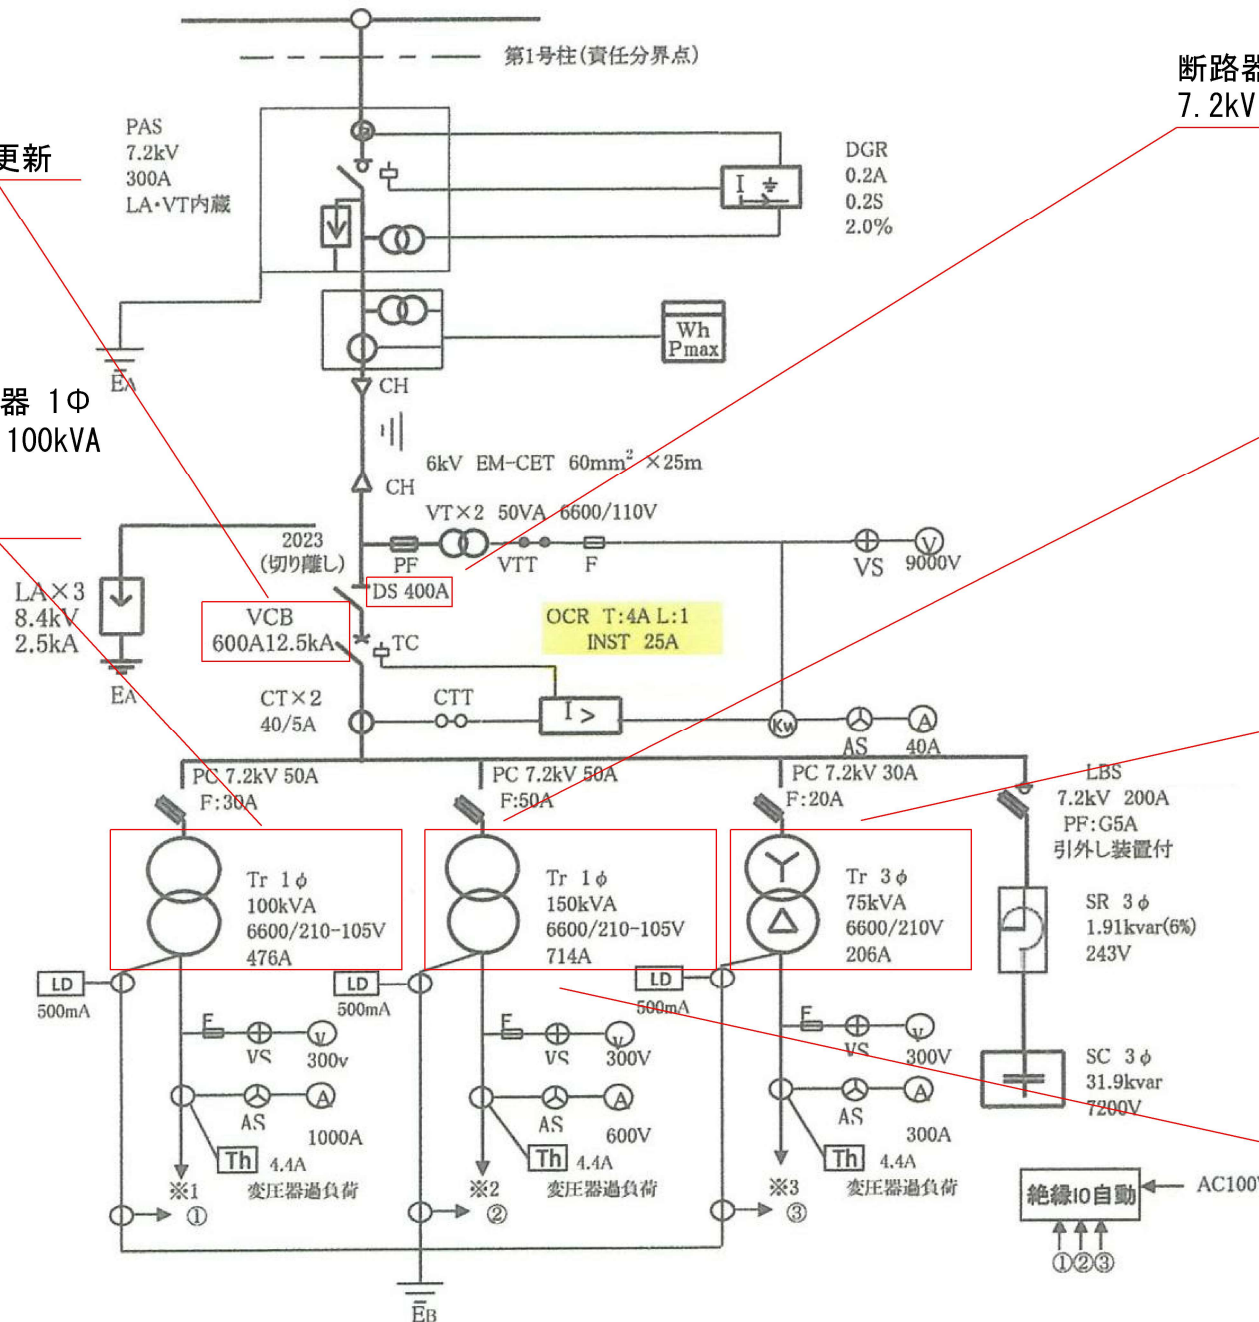 第1号柱(責任分界点)
断路器
7.2kV
PAS
7.2kV
300A
LA・VT内蔵
更新
DGR
0.2A
0.2S
2.0%
I
Wh
Pmax
EA
CH
器 1Φ
100kVA
6kV EM-CET 60mm² ×25m
CH
VT×2 50VA 6600/110V
2023
(切り離し)
PF
VTT
F
VS
V
9000V
DS 400A
LA×3
8.4kV
2.5kA
EA
VCB
600A12.5kA
TC
OCR T:4A L:1
INST 25A
CT×2
40/5A
CTT
I >
Kw
AS
A
40A
PC 7.2kV 50A
F:30A
PC 7.2kV 50A
F:50A
PC 7.2kV 30A
F:20A
LBS
7.2kV 200A
PF:G5A
引外し装置付
Tr 1φ
100kVA
6600/210-105V
476A
Tr 1φ
150kVA
6600/210-105V
714A
Tr 3φ
75kVA
6600/210V
206A
SR 3φ
1.91kvar(6%)
243V
LD
500mA
LD
500mA
LD
500mA
F
VS
V
300v
F
VS
V
300V
F
VS
V
300V
SC 3φ
31.9kvar
7200V
AS
A
1000A
AS
A
600V
AS
A
300A
Th
4.4A
変圧器過負荷
Th
4.4A
変圧器過負荷
Th
4.4A
変圧器過負荷
※1
①
※2
②
※3
③
絶縁IO自動
AC100V
①②③
EB